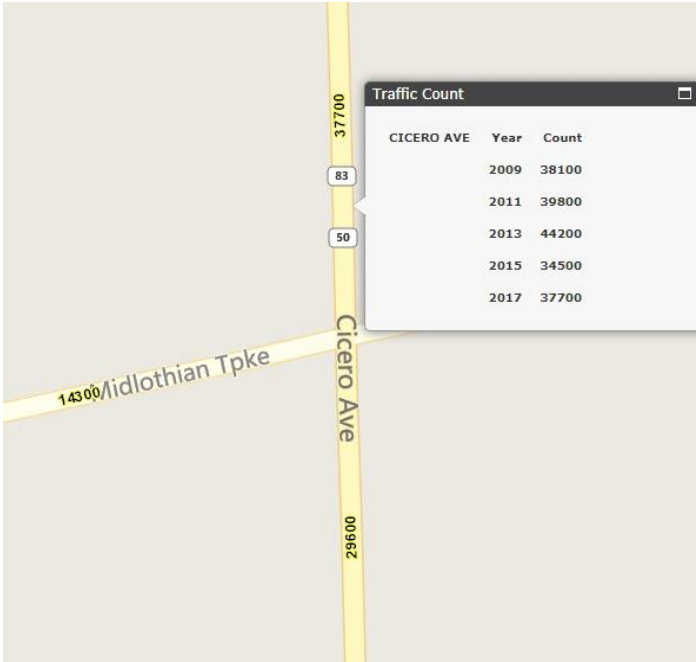 37700
Traffic Count
CICERO AVE Year Count
83
2009 38100
2011 39800
50
2013 44200
2015 34500
2017 37700
Cicero Ave
Midlothian Tpke
14300
29600